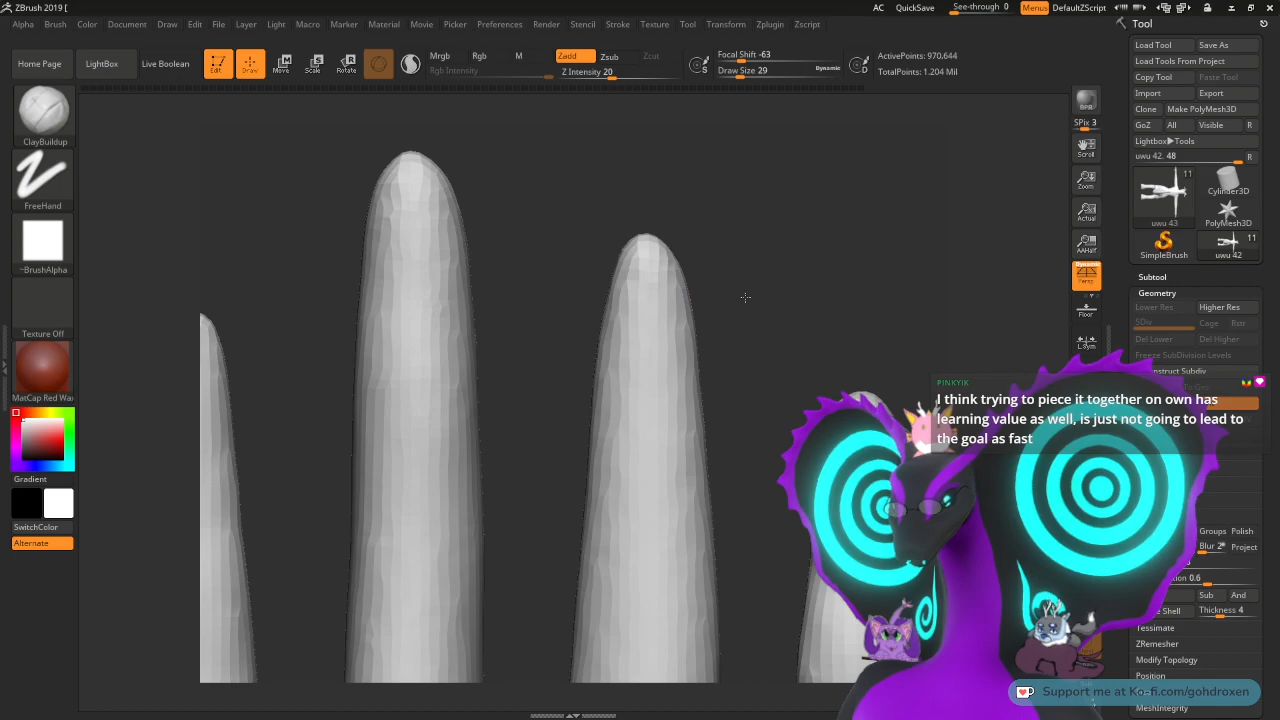 ZBrush 2019 [
AC QuickSave See-through 0 Menus DefaultZScript
Alpha Brush Color Document Draw Edit File Layer Light Macro Marker Material Movie Picker Preferences Render Stencil Stroke Texture Tool Transform Zplugin Zscript
Home Page LightBox Live Boolean
Edit Draw Move Scale Rotate
Mrgb Rgb M
Rgb Intensity
Zadd Zsub Zcut
Z Intensity 20
Focal Shift -63
Draw Size 29 Dynamic
S
D
ActivePoints: 970.644
TotalPoints: 1.204 Mil
ClayBuildup
FreeHand
~BrushAlpha
Texture Off
MatCap Red Wax
Gradient
SwitchColor
Alternate
BPR
SPix 3
Scroll
Zoom
Actual
AAHalf
Dynamic
Persp
Floor
L.Sym
Tool
Load Tool Save As
Load Tools From Project
Copy Tool Paste Tool
Import Export
Clone Make PolyMesh3D
GoZ All Visible R
Lightbox▶Tools
uwu 42. 48 R
11
uwu 43
Cylinder3D
PolyMesh3D
SimpleBrush
11
uwu 42
Subtool
Geometry
Lower Res Higher Res
SDiv Cage Rstr
Del Lower Del Higher
Freeze SubDivision Levels
construct Subdiv
PINKYIK
I think trying to piece it together on own has
learning value as well, is just not going to lead to
the goal as fast
Groups Polish
Blur 2 Project
Sub And
Shell Thickness 4
Tessimate
ZRemesher
Modify Topology
Position
Support me at Ko-fi.com/gohdroxen
MeshIntegrity